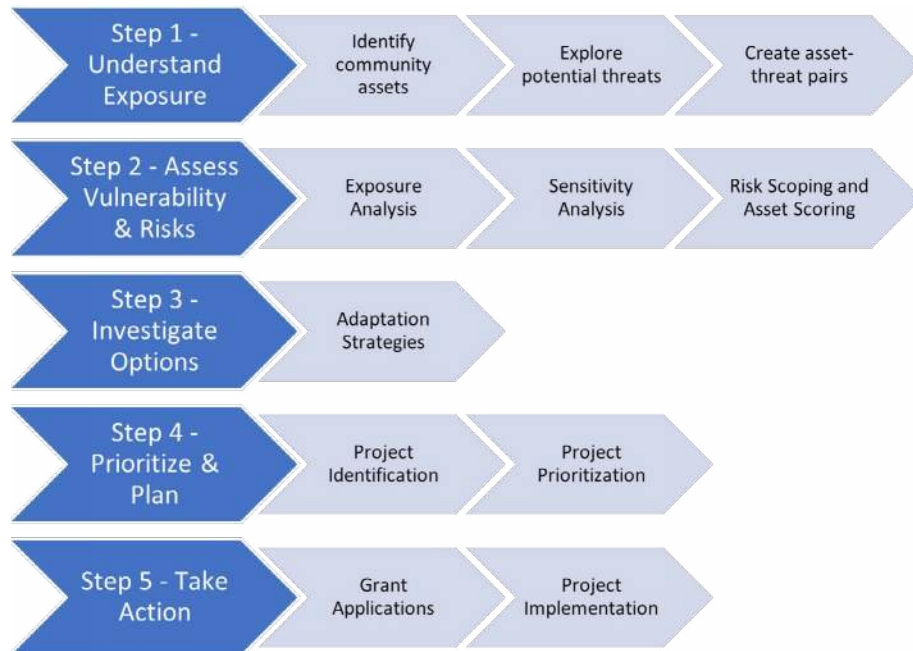 Step 1 -
Understand
Exposure
Identify
community
assets
Explore
potential threats
Create asset-
threat pairs
Step 2 - Assess
Vulnerability
& Risks
Exposure
Analysis
Sensitivity
Analysis
Risk Scoping and
Asset Scoring
Step 3 -
Investigate
Options
Adaptation
Strategies
Step 4 -
Prioritize &
Plan
Project
Identification
Project
Prioritization
Step 5 - Take
Action
Grant
Applications
Project
Implementation